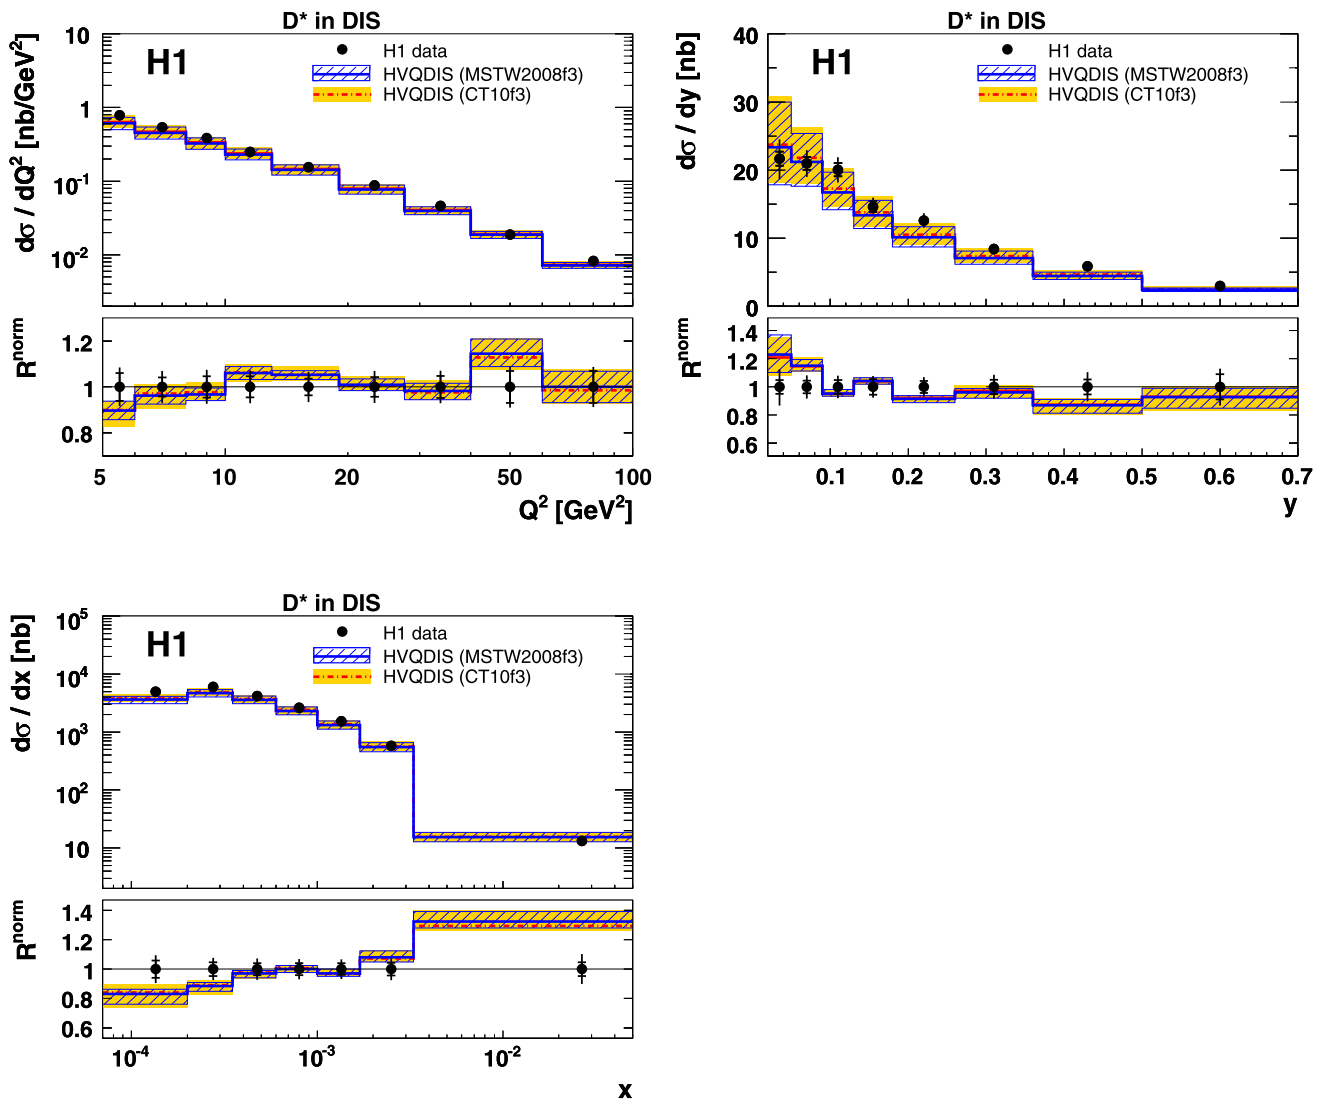 D* in DIS
H1
H1 data
HVQDIS (MSTW2008f3)
HVQDIS (CT10f3)
dσ / dQ² [nb/GeV²]
10
1
10⁻¹
10⁻²
R^norm
1.2
1
0.8
5 10 20 30 40 50 100
Q² [GeV²]
D* in DIS
H1
H1 data
HVQDIS (MSTW2008f3)
HVQDIS (CT10f3)
dσ / dy [nb]
40
30
20
10
0
R^norm
1.4
1.2
1
0.8
0.6
0.1 0.2 0.3 0.4 0.5 0.6 0.7
y
D* in DIS
H1
H1 data
HVQDIS (MSTW2008f3)
HVQDIS (CT10f3)
dσ / dx [nb]
10⁵
10⁴
10³
10²
10
R^norm
1.4
1.2
1
0.8
0.6
10⁻⁴ 10⁻³ 10⁻²
x